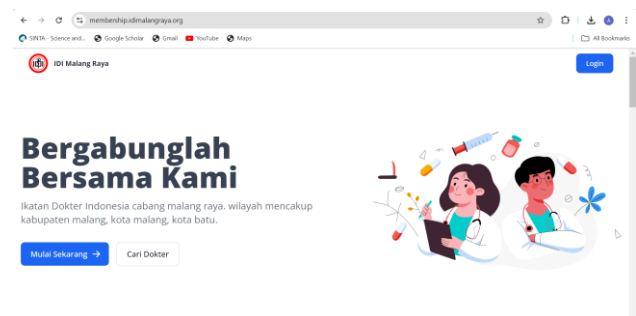 membership.idimalangraya.org
SINTA - Science and... Google Scholar Gmail YouTube Maps All Bookmarks
IDI Malang Raya Login
Bergabunglah
Bersama Kami
Ikatan Dokter Indonesia cabang malang raya. wilayah mencakup
kabupaten malang, kota malang, kota batu.
Mulai Sekarang → Cari Dokter